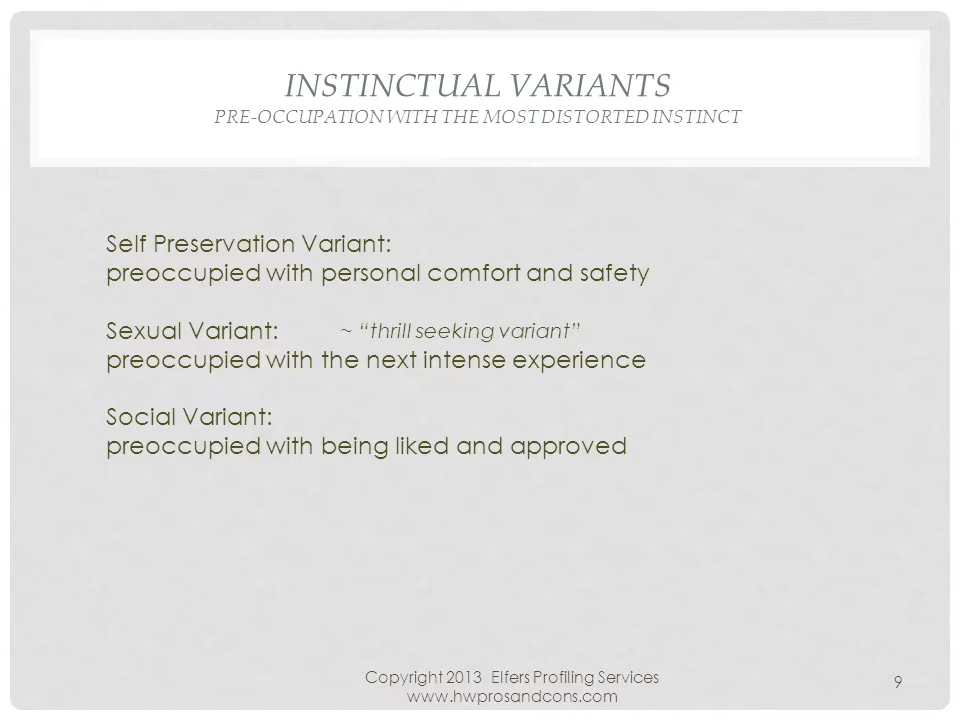 INSTINCTUAL VARIANTS
PRE-OCCUPATION WITH THE MOST DISTORTED INSTINCT
Self Preservation Variant:
preoccupied with personal comfort and safety
Sexual Variant: ~ “thrill seeking variant”
preoccupied with the next intense experience
Social Variant:
preoccupied with being liked and approved
Copyright 2013 Elfers Profiling Services
www.hwprosandcons.com
9